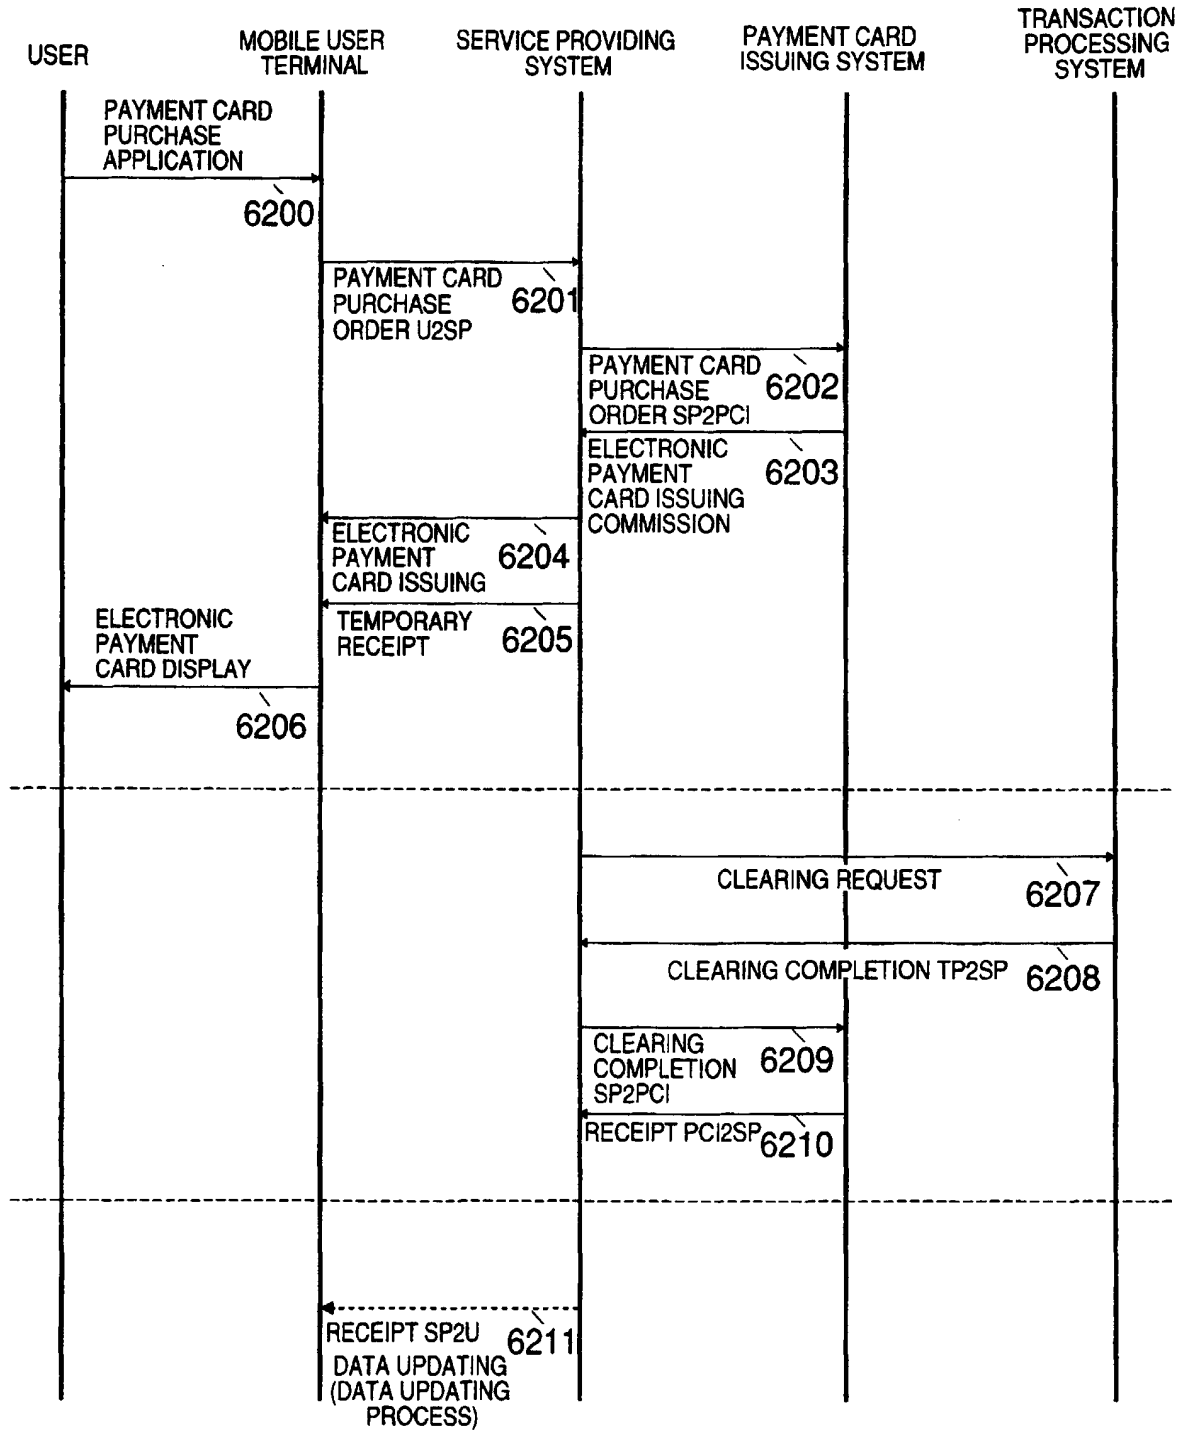 USER
MOBILE USER
TERMINAL
SERVICE PROVIDING
SYSTEM
PAYMENT CARD
ISSUING SYSTEM
TRANSACTION
PROCESSING
SYSTEM
PAYMENT CARD
PURCHASE
APPLICATION
6200
PAYMENT CARD
PURCHASE
ORDER U2SP
6201
PAYMENT CARD
PURCHASE
ORDER SP2PCI
6202
ELECTRONIC
PAYMENT
CARD ISSUING
COMMISSION
6203
ELECTRONIC
PAYMENT
CARD ISSUING
6204
TEMPORARY
RECEIPT
6205
ELECTRONIC
PAYMENT
CARD DISPLAY
6206
CLEARING REQUEST
6207
CLEARING COMPLETION TP2SP
6208
CLEARING
COMPLETION
SP2PCI
6209
RECEIPT PCI2SP
6210
RECEIPT SP2U
6211
DATA UPDATING
(DATA UPDATING
PROCESS)